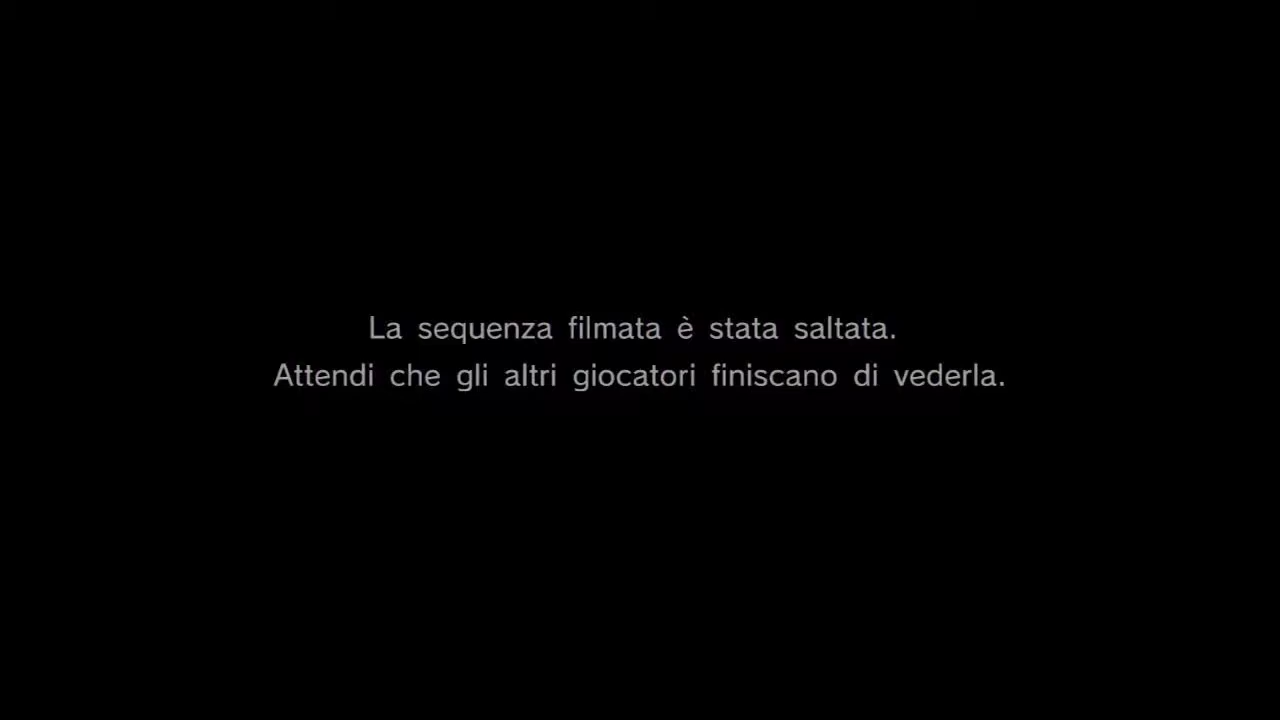 La sequenza filmata è stata saltata.
Attendi che gli altri giocatori finiscano di vederla.